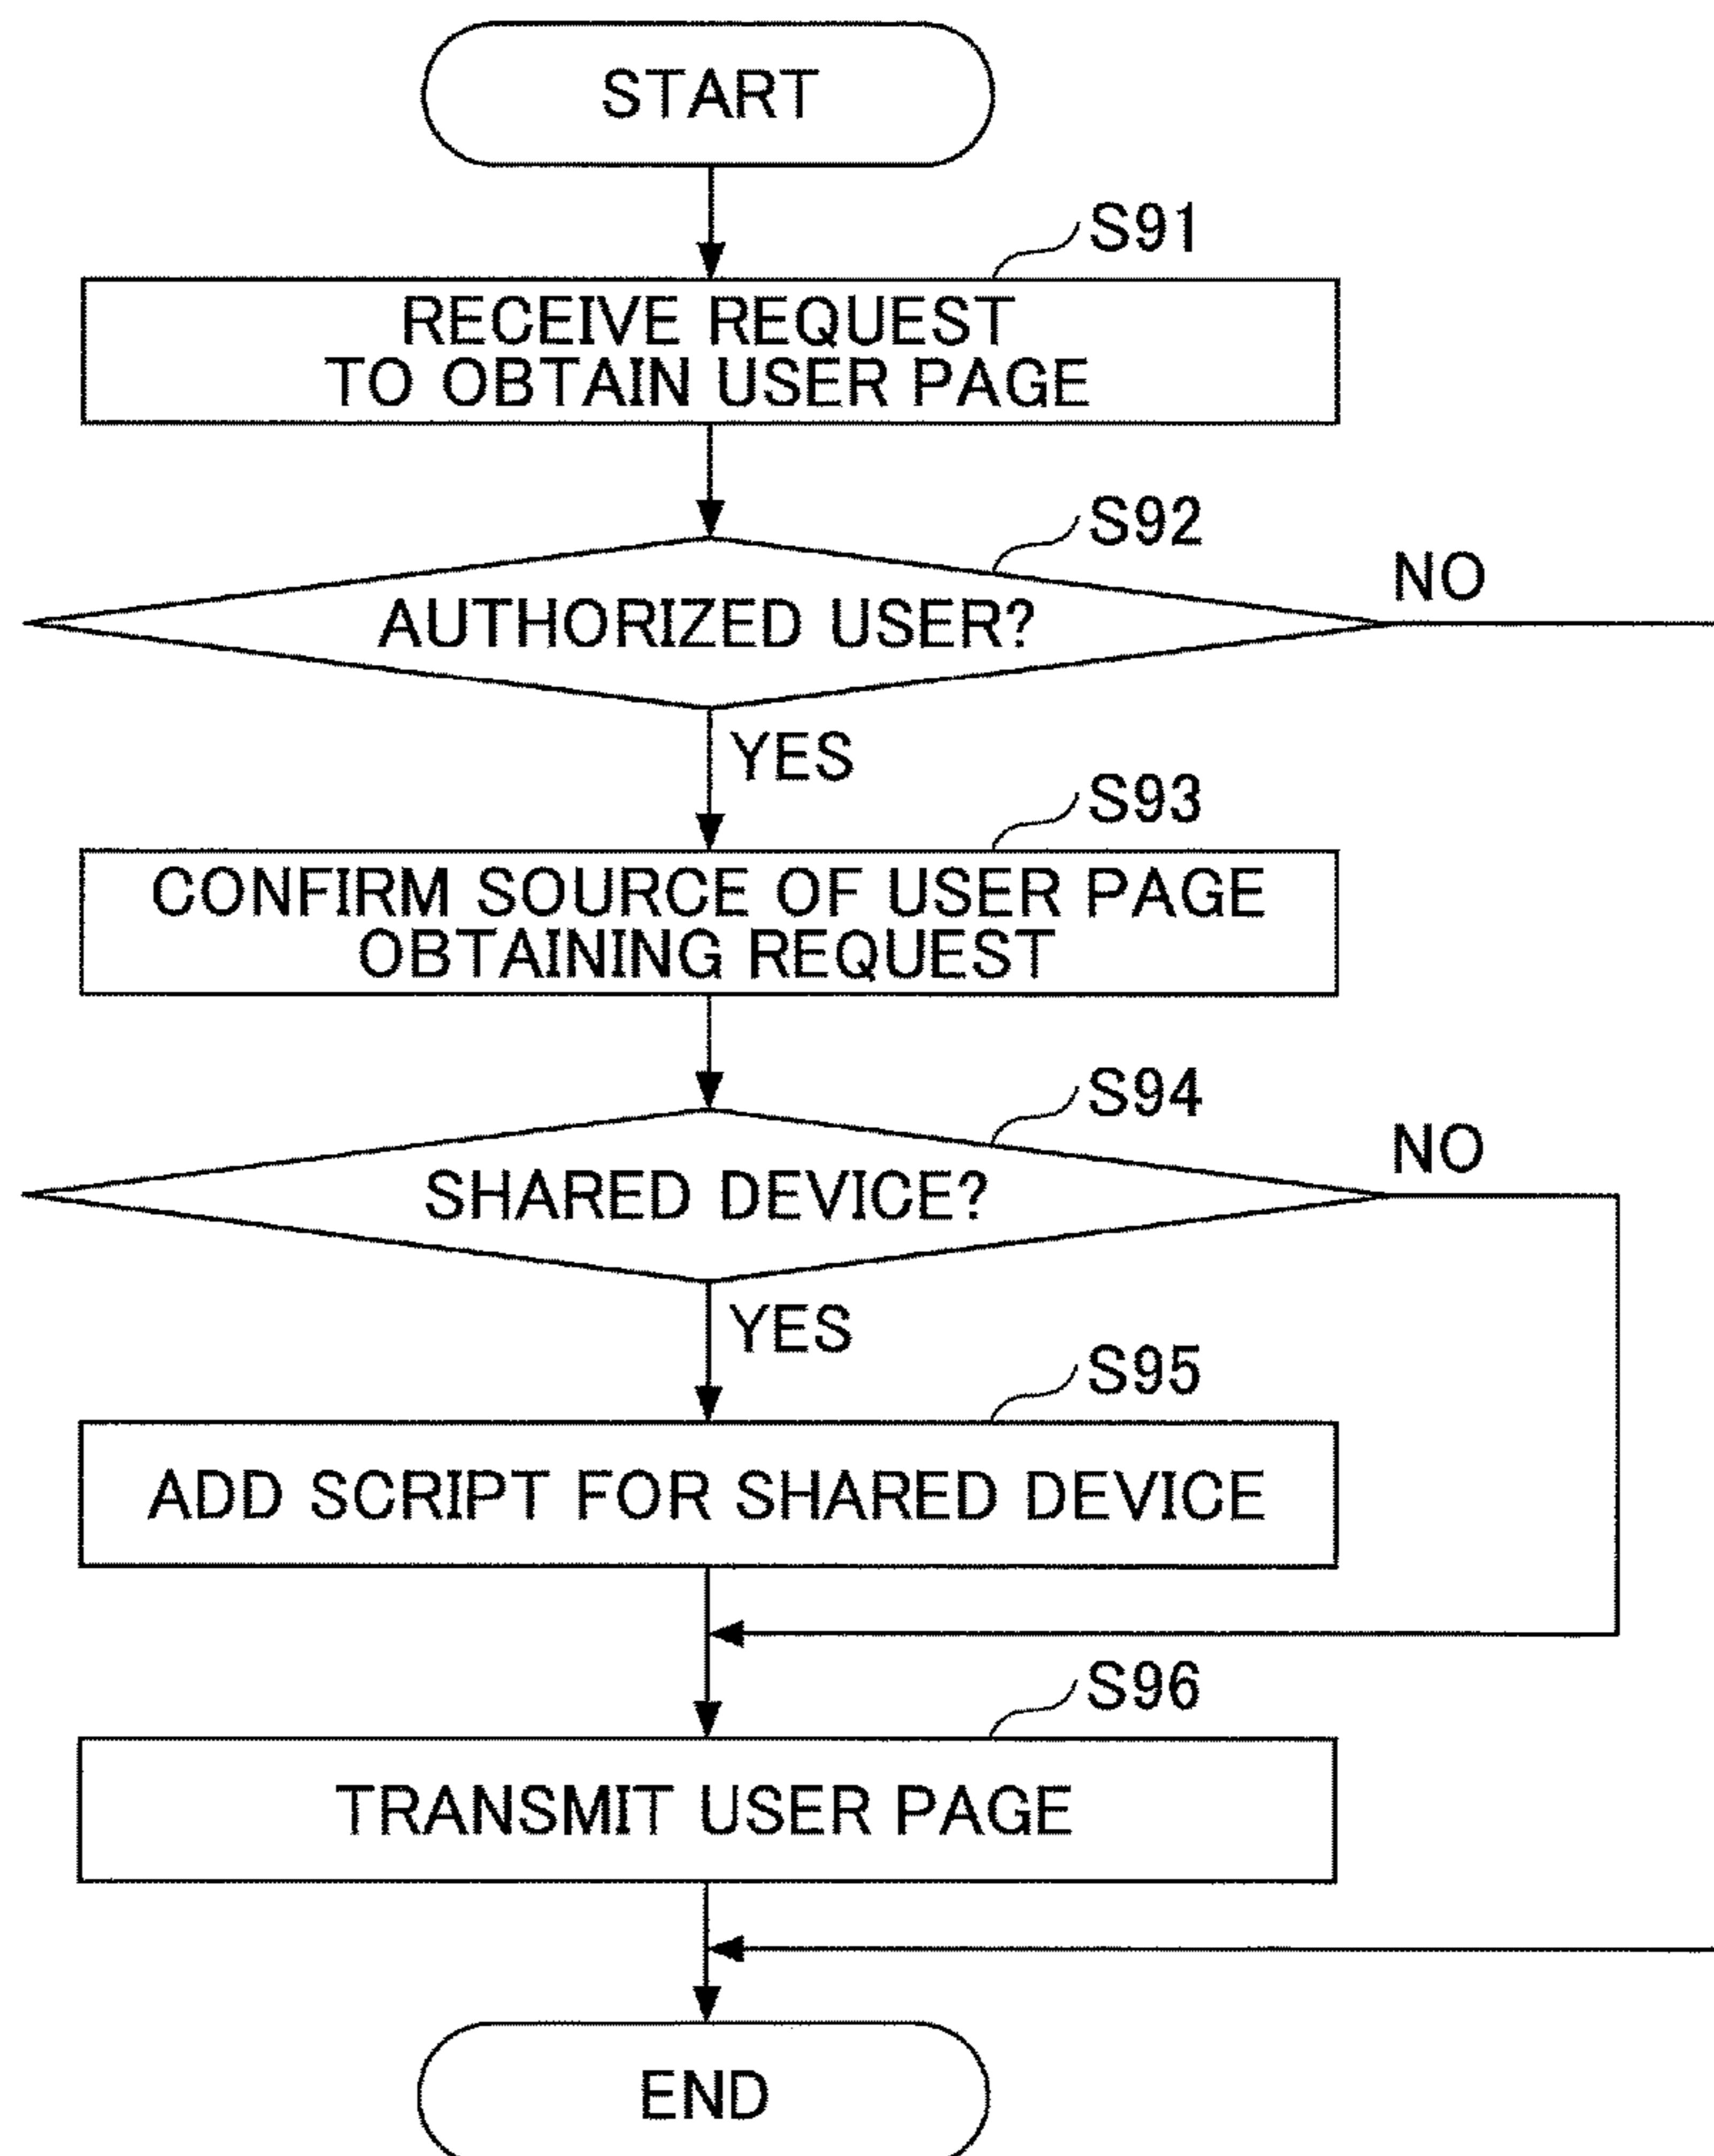 START
S91
RECEIVE REQUEST
TO OBTAIN USER PAGE
S92
AUTHORIZED USER?
NO
YES
S93
CONFIRM SOURCE OF USER PAGE
OBTAINING REQUEST
S94
SHARED DEVICE?
NO
YES
S95
ADD SCRIPT FOR SHARED DEVICE
S96
TRANSMIT USER PAGE
END